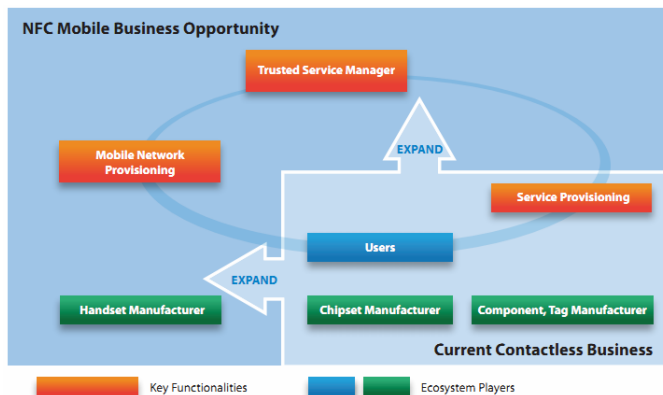 NFC Mobile Business Opportunity
Trusted Service Manager
EXPAND
Mobile Network
Provisioning
Service Provisioning
Users
EXPAND
Handset Manufacturer
Chipset Manufacturer
Component, Tag Manufacturer
Current Contactless Business
Key Functionalities
Ecosystem Players